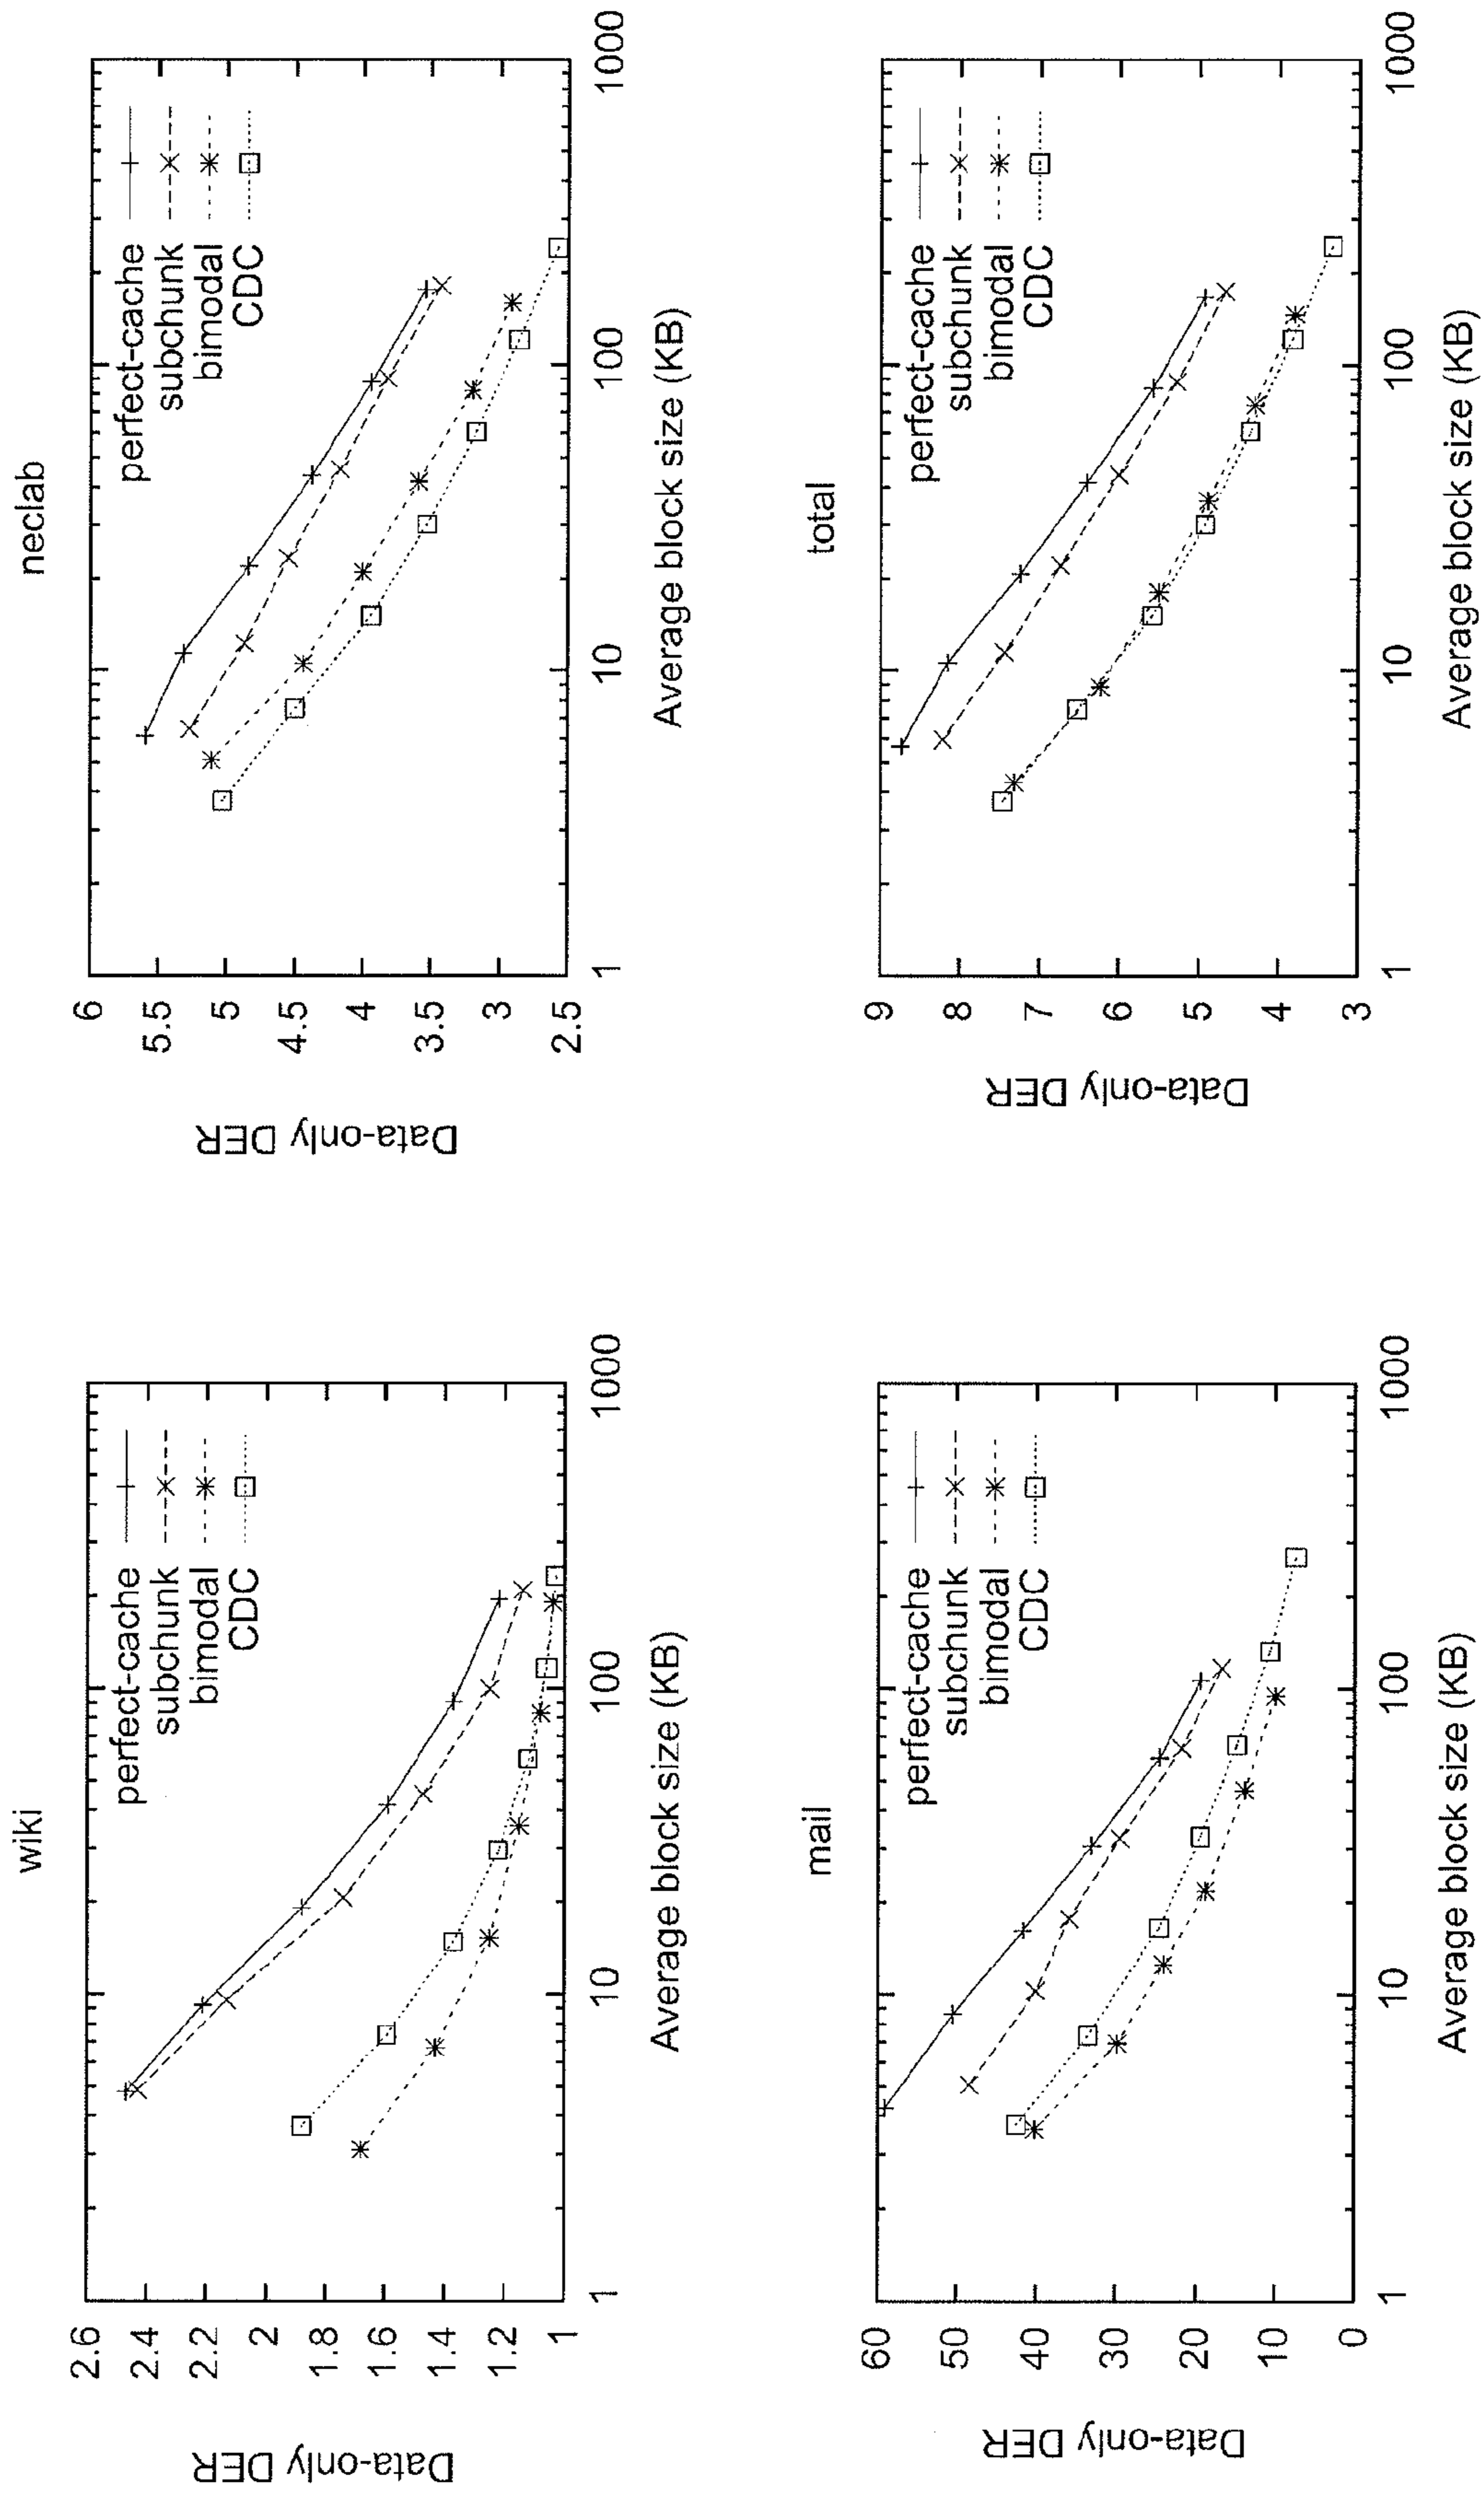 wiki
Data-only DER
2.6
2.4
2.2
2
1.8
1.6
1.4
1.2
1
perfect-cache
subchunk
bimodal
CDC
1
10
100
1000
Average block size (KB)
neclab
Data-only DER
6
5.5
5
4.5
4
3.5
3
2.5
perfect-cache
subchunk
bimodal
CDC
1
10
100
1000
Average block size (KB)
mail
Data-only DER
60
50
40
30
20
10
0
perfect-cache
subchunk
bimodal
CDC
1
10
100
1000
Average block size (KB)
total
Data-only DER
9
8
7
6
5
4
3
perfect-cache
subchunk
bimodal
CDC
1
10
100
1000
Average block size (KB)